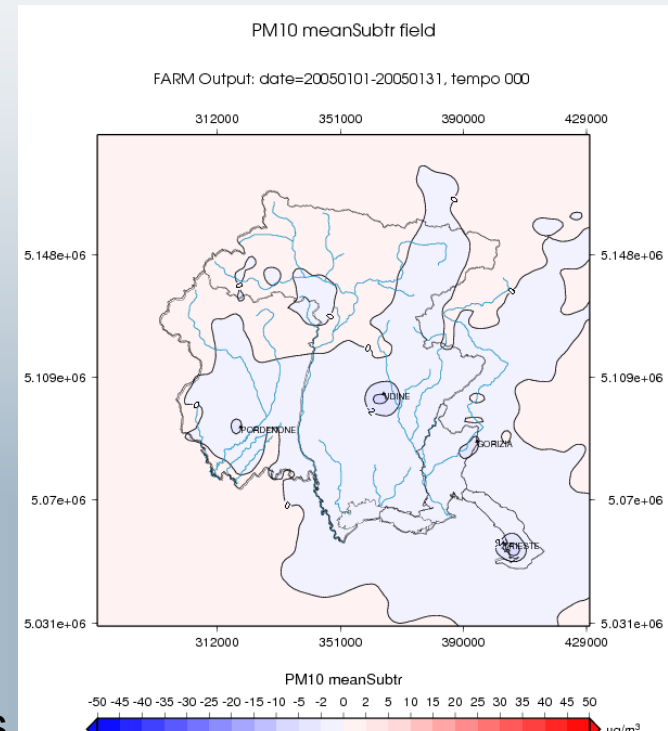 PM10 meanSubtr field
FARM Output: date=20050101-20050131, tempo 000
312000 351000 390000 429000
5.148e+06 5.148e+06
5.109e+06 5.109e+06
UDINE
PORDENONE
GORIZIA
5.07e+06 5.07e+06
TRIESTE
5.031e+06 5.031e+06
312000 351000 390000 429000
PM10 meanSubtr
-50 -45 -40 -35 -30 -25 -20 -15 -10 -5 -2 0 2 5 10 15 20 25 30 35 40 45 50
ug/m³